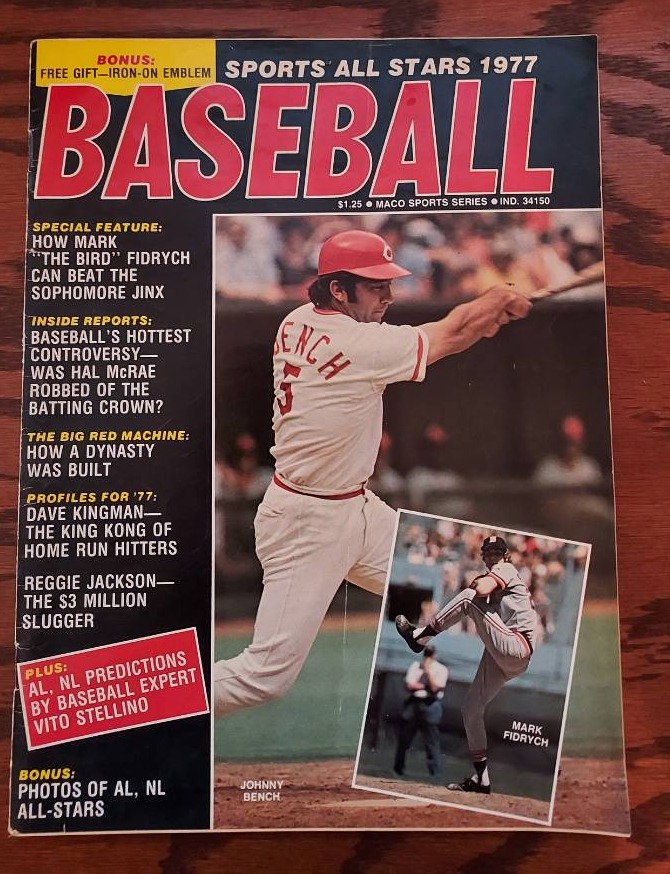 BONUS:
FREE GIFT—IRON-ON EMBLEM
SPORTS ALL STARS 1977
BASEBALL
$1.25 ● MACO SPORTS SERIES ● IND. 34150
SPECIAL FEATURE:
HOW MARK
"THE BIRD" FIDRYCH
CAN BEAT THE
SOPHOMORE JINX
INSIDE REPORTS:
BASEBALL'S HOTTEST
CONTROVERSY—
WAS HAL McRAE
ROBBED OF THE
BATTING CROWN?
THE BIG RED MACHINE:
HOW A DYNASTY
WAS BUILT
PROFILES FOR '77:
DAVE KINGMAN—
THE KING KONG OF
HOME RUN HITTERS
REGGIE JACKSON—
THE $3 MILLION
SLUGGER
PLUS:
AL, NL PREDICTIONS
BY BASEBALL EXPERT
VITO STELLINO
BONUS:
PHOTOS OF AL, NL
ALL-STARS
C
BENCH
5
MARK
FIDRYCH
JOHNNY
BENCH